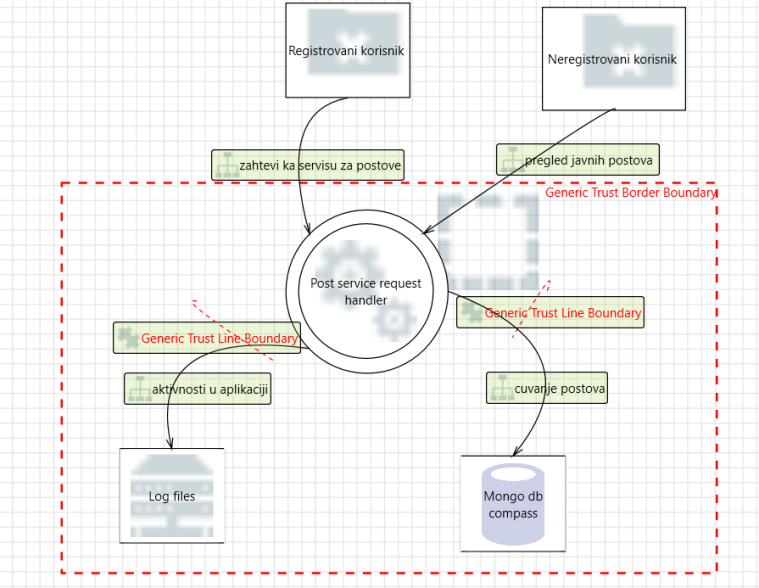 Registrovani korisnik
Neregistrovani korisnik
zahtevi ka servisu za postove
pregled javnih postova
Generic Trust Border Boundary
Post service request
handler
Generic Trust Line Boundary
Generic Trust Line Boundary
aktivnosti u aplikaciji
cuvanje postova
Log files
Mongo db
compass